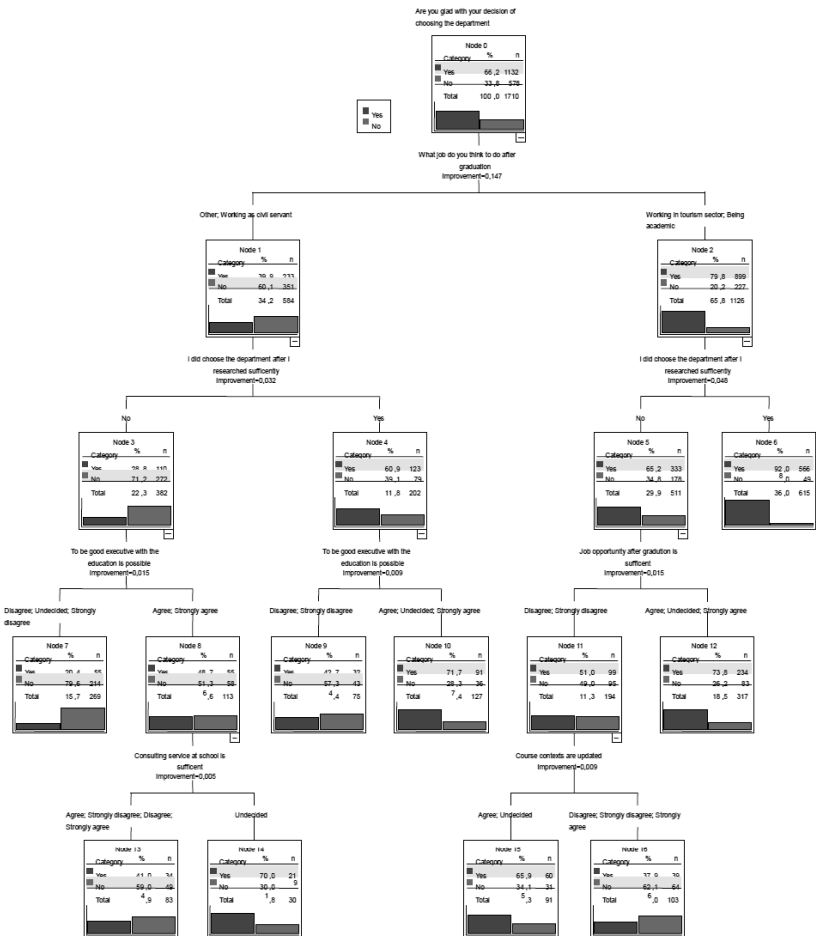 Are you glad with your decision of
choosing the department
Node 0
Category % n
Yes 66,2 1132
No 33,8 578
Total 100,0 1710
Yes
No
What job do you think to do after
graduation
Improvement=0,147
Other; Working as civil servant
Working in tourism sector; Being
academic
Node 1
Category % n
Yes 39,9 233
No 60,1 351
Total 34,2 584
Node 2
Category % n
Yes 79,8 899
No 20,2 227
Total 65,8 1126
I did choose the department after I
researched sufficently
Improvement=0,032
I did choose the department after I
researched sufficently
Improvement=0,048
No
Yes
No
Yes
Node 3
Category % n
Yes 28,8 110
No 71,2 272
Total 22,3 382
Node 4
Category % n
Yes 60,9 123
No 39,1 79
Total 11,8 202
Node 5
Category % n
Yes 65,2 333
No 34,8 178
Total 29,9 511
Node 6
Category % n
Yes 92,0 566
No 8,0 49
Total 36,0 615
To be good executive with the
education is possible
Improvement=0,015
To be good executive with the
education is possible
Improvement=0,009
Job opportunity after gradution is
sufficent
Improvement=0,015
Disagree; Undecided; Strongly
disagree
Agree; Strongly agree
Disagree; Strongly disagree
Agree; Undecided; Strongly agree
Disagree; Strongly disagree
Agree; Undecided; Strongly agree
Node 7
Category % n
Yes 20,4 55
No 79,6 214
Total 15,7 269
Node 8
Category % n
Yes 48,7 55
No 51,3 58
Total 6,6 113
Node 9
Category % n
Yes 42,7 32
No 57,3 43
Total 4,4 75
Node 10
Category % n
Yes 71,7 91
No 28,3 36
Total 7,4 127
Node 11
Category % n
Yes 51,0 99
No 49,0 95
Total 11,3 194
Node 12
Category % n
Yes 73,8 234
No 26,2 83
Total 18,5 317
Consulting service at school is
sufficent
Improvement=0,005
Course contexts are updated
Improvement=0,009
Agree; Strongly disagree; Disagree;
Strongly agree
Undecided
Agree; Undecided
Disagree; Strongly disagree; Strongly
agree
Node 13
Category % n
Yes 41,0 34
No 59,0 49
Total 4,9 83
Node 14
Category % n
Yes 70,0 21
No 30,0 9
Total 1,8 30
Node 15
Category % n
Yes 65,9 60
No 34,1 31
Total 5,3 91
Node 16
Category % n
Yes 37,9 39
No 62,1 64
Total 6,0 103